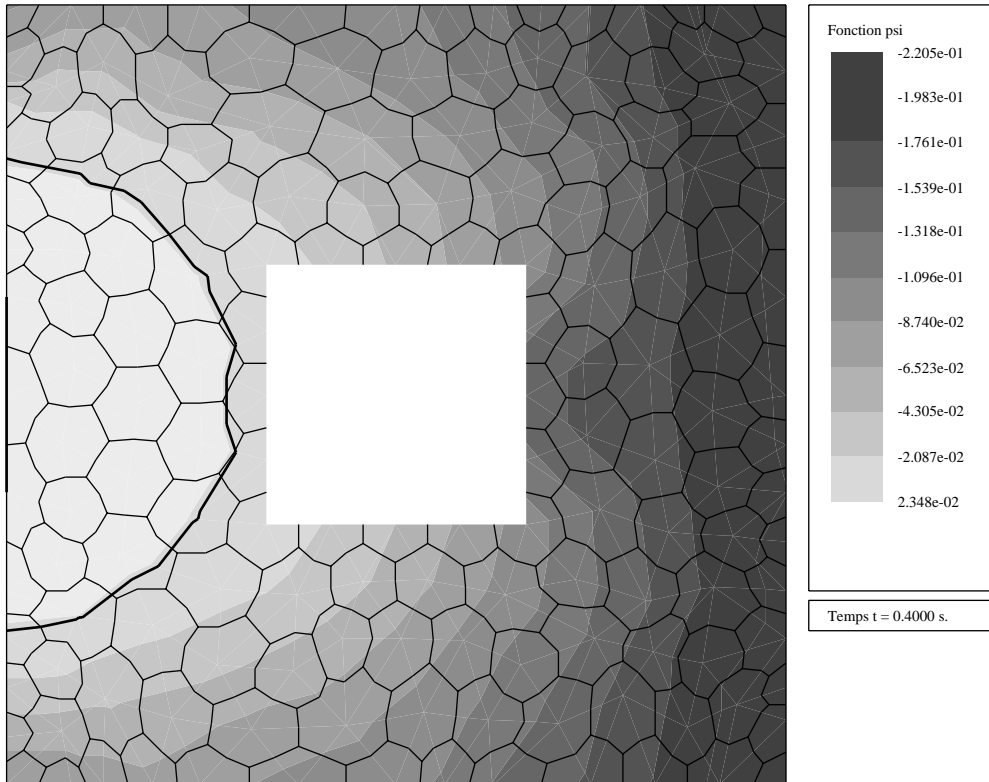 Fonction psi
-2.205e-01
-1.983e-01
-1.761e-01
-1.539e-01
-1.318e-01
-1.096e-01
-8.740e-02
-6.523e-02
-4.305e-02
-2.087e-02
2.348e-02
Temps t = 0.4000 s.